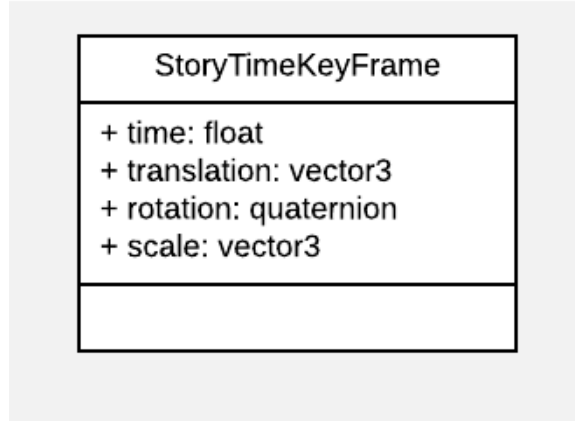 StoryTimeKeyFrame
+ time: float
+ translation: vector3
+ rotation: quaternion
+ scale: vector3